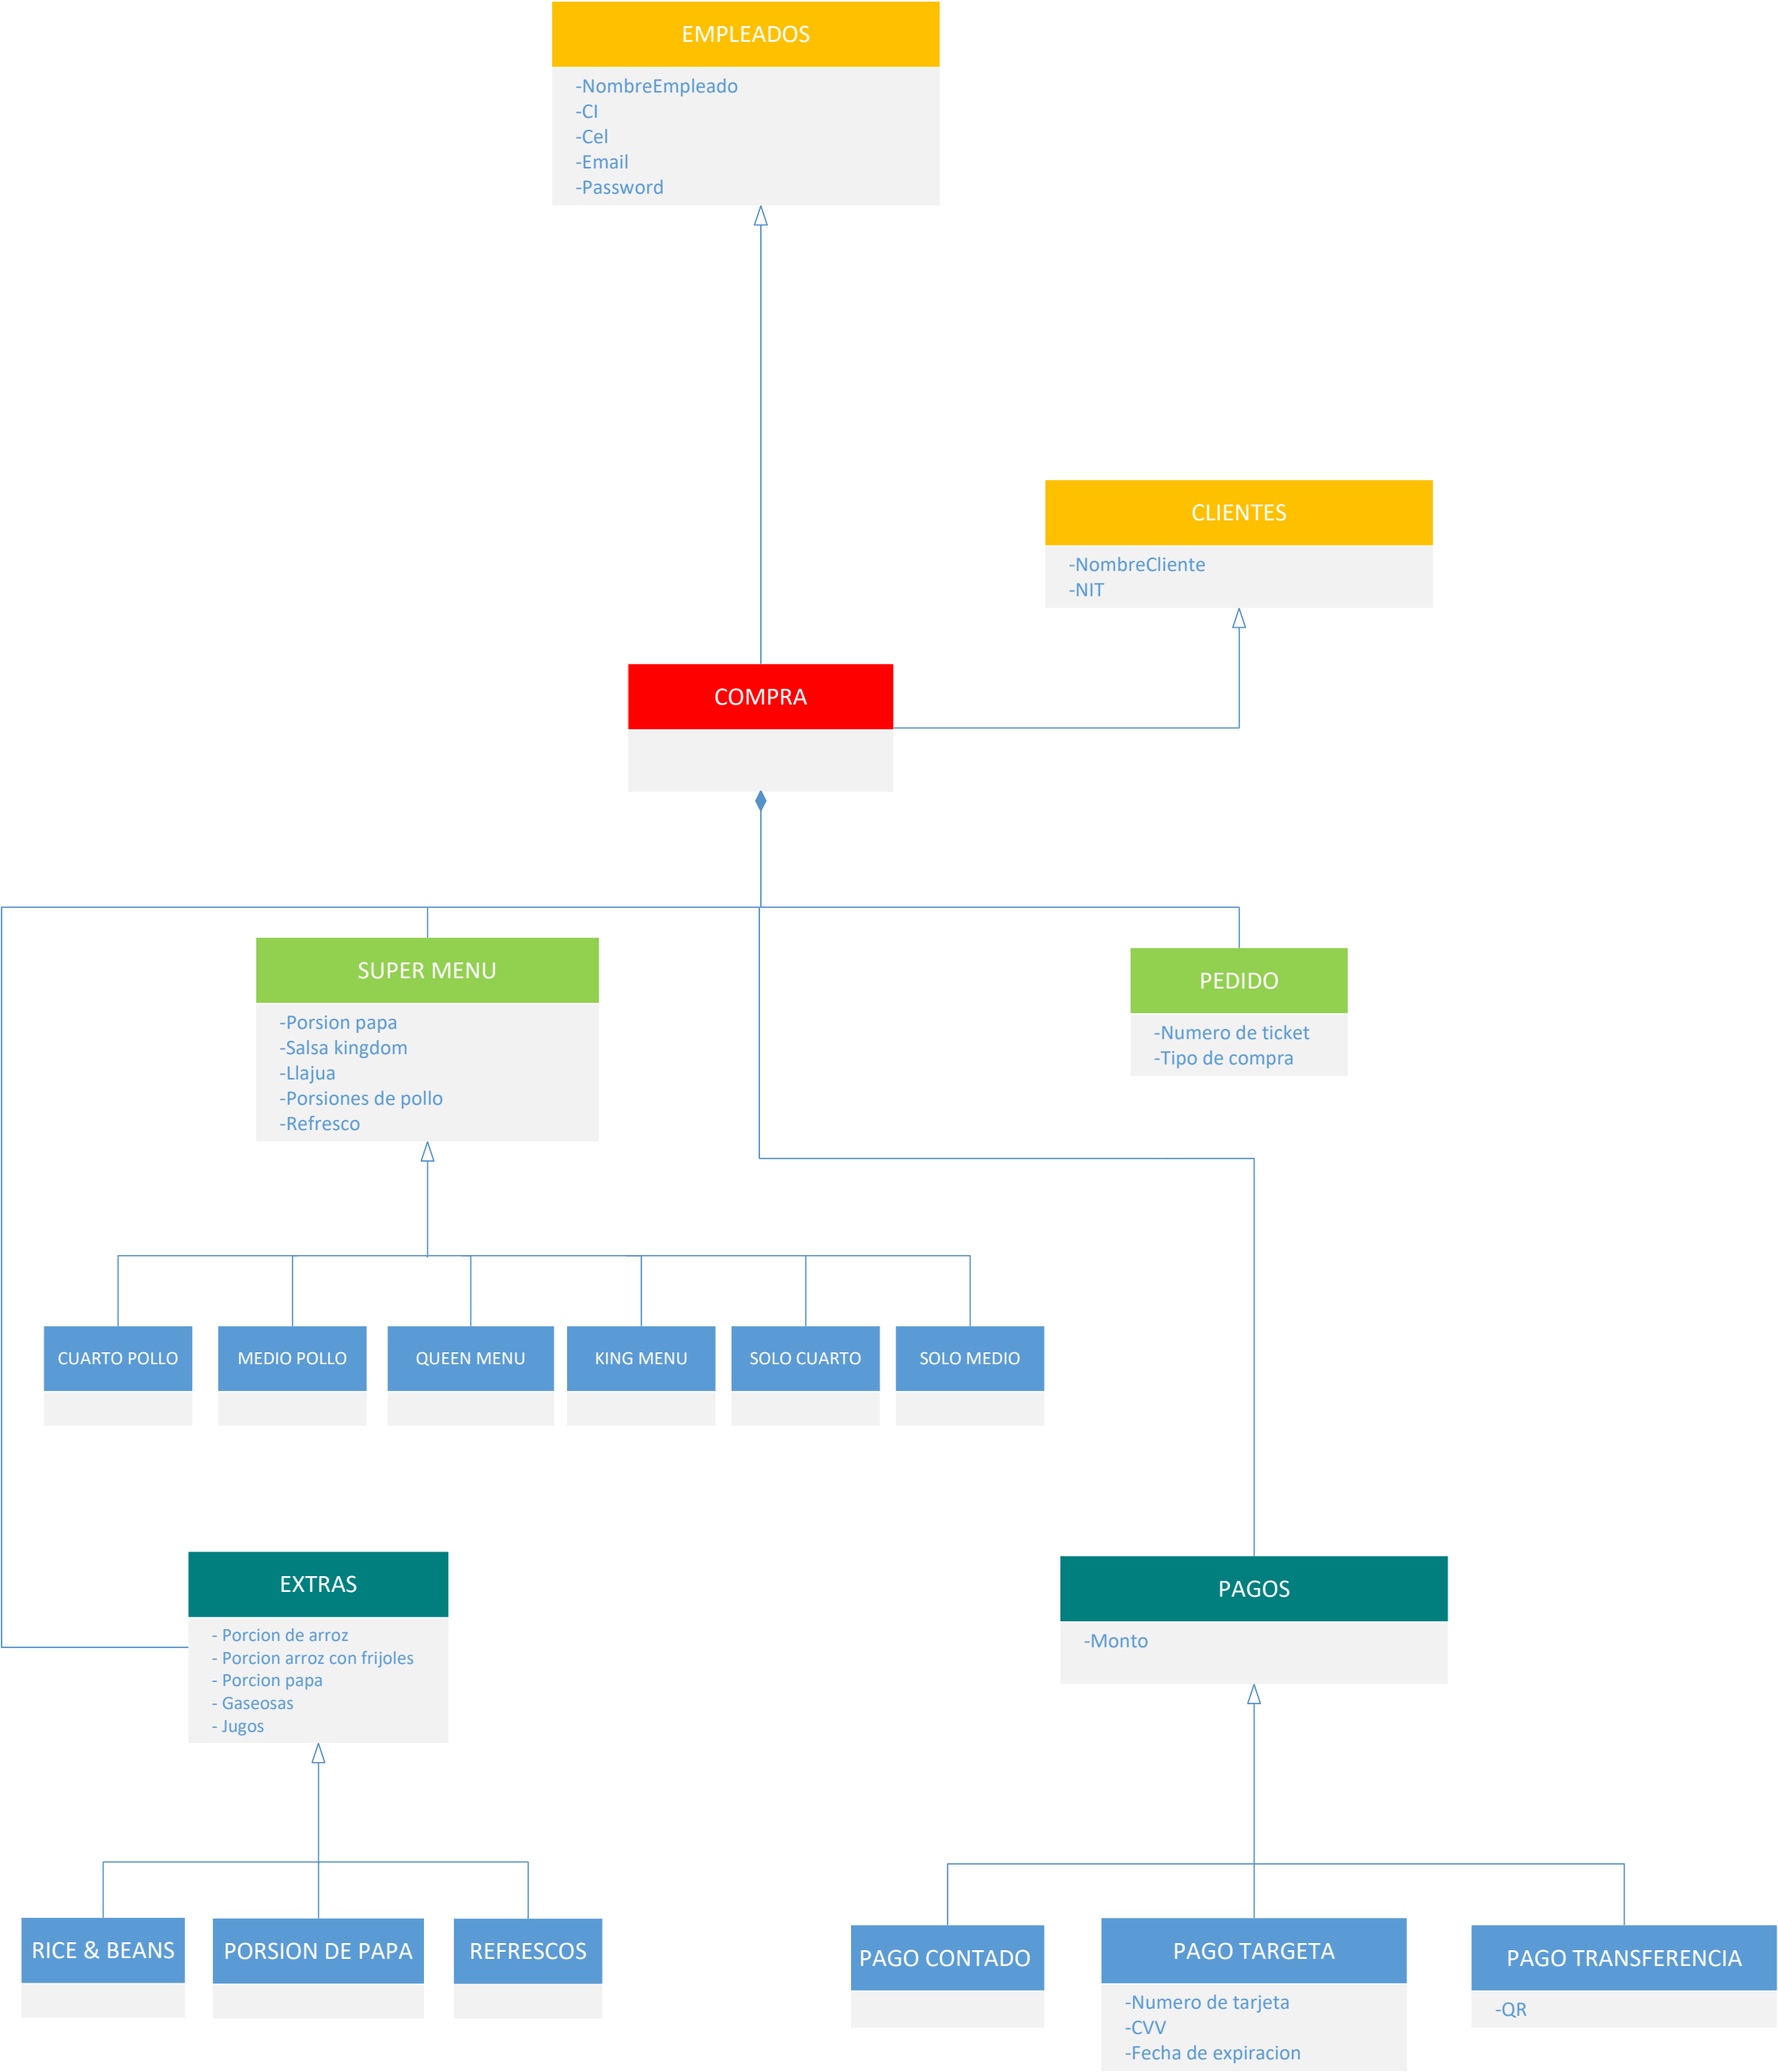 EMPLEADOS
-NombreEmpleado
-CI
-Cel
-Email
-Password
CLIENTES
-NombreCliente
-NIT
COMPRA
SUPER MENU
-Porsion papa
-Salsa kingdom
-Llajua
-Porsiones de pollo
-Refresco
PEDIDO
-Numero de ticket
-Tipo de compra
CUARTO POLLO
MEDIO POLLO
QUEEN MENU
KING MENU
SOLO CUARTO
SOLO MEDIO
EXTRAS
- Porcion de arroz
- Porcion arroz con frijoles
- Porcion papa
- Gaseosas
- Jugos
PAGOS
-Monto
RICE & BEANS
PORSION DE PAPA
REFRESCOS
PAGO CONTADO
PAGO TARGETA
-Numero de tarjeta
-CVV
-Fecha de expiracion
PAGO TRANSFERENCIA
-QR